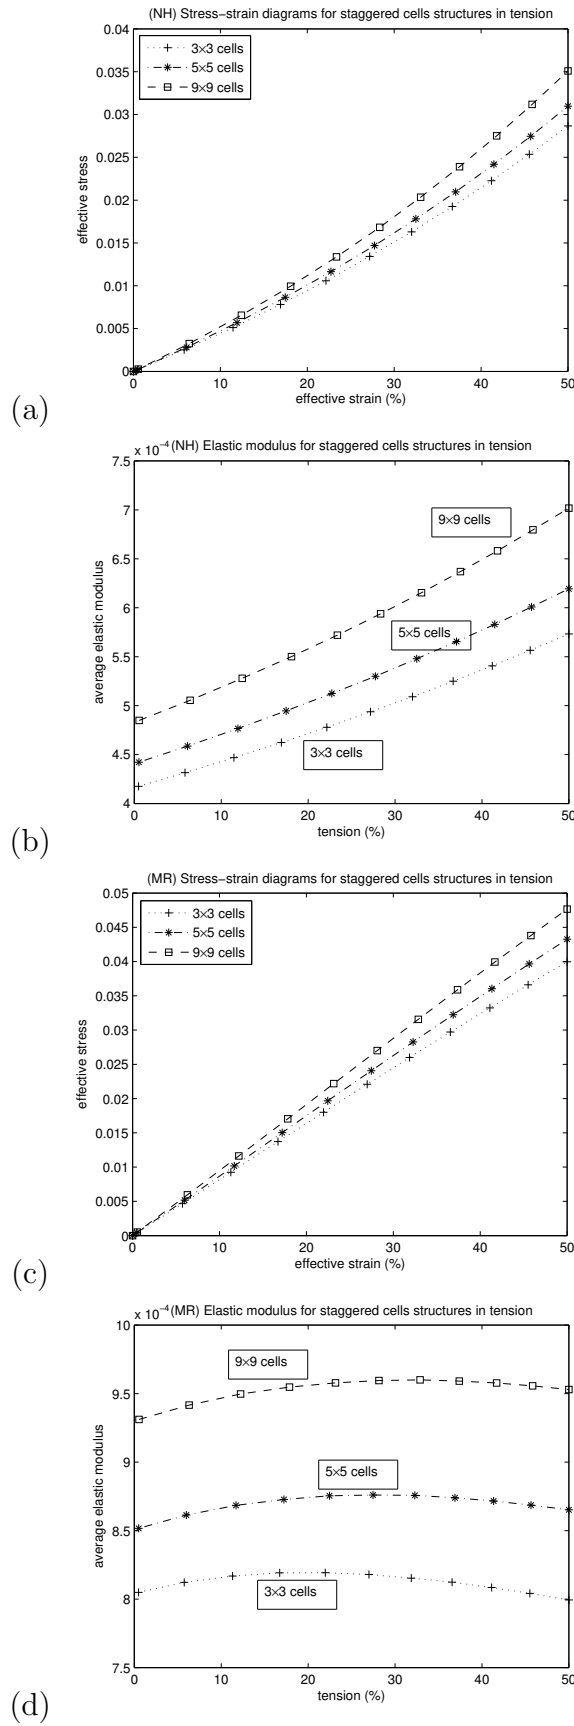 (NH) Stress−strain diagrams for staggered cells structures in tension
0.04
0.035
0.03
0.025
0.02
0.015
0.01
0.005
0
effective stress
3×3 cells
5×5 cells
9×9 cells
0 10 20 30 40 50
effective strain (%)
(a)
x 10⁻⁴ (NH) Elastic modulus for staggered cells structures in tension
7.5
7
6.5
6
5.5
5
4.5
4
average elastic modulus
9×9 cells
5×5 cells
3×3 cells
0 10 20 30 40 50
tension (%)
(b)
(MR) Stress−strain diagrams for staggered cells structures in tension
0.05
0.045
0.04
0.035
0.03
0.025
0.02
0.015
0.01
0.005
0
effective stress
3×3 cells
5×5 cells
9×9 cells
0 10 20 30 40 50
effective strain (%)
(c)
x 10⁻⁴ (MR) Elastic modulus for staggered cells structures in tension
10
9.5
9
8.5
8
7.5
average elastic modulus
9×9 cells
5×5 cells
3×3 cells
0 10 20 30 40 50
tension (%)
(d)